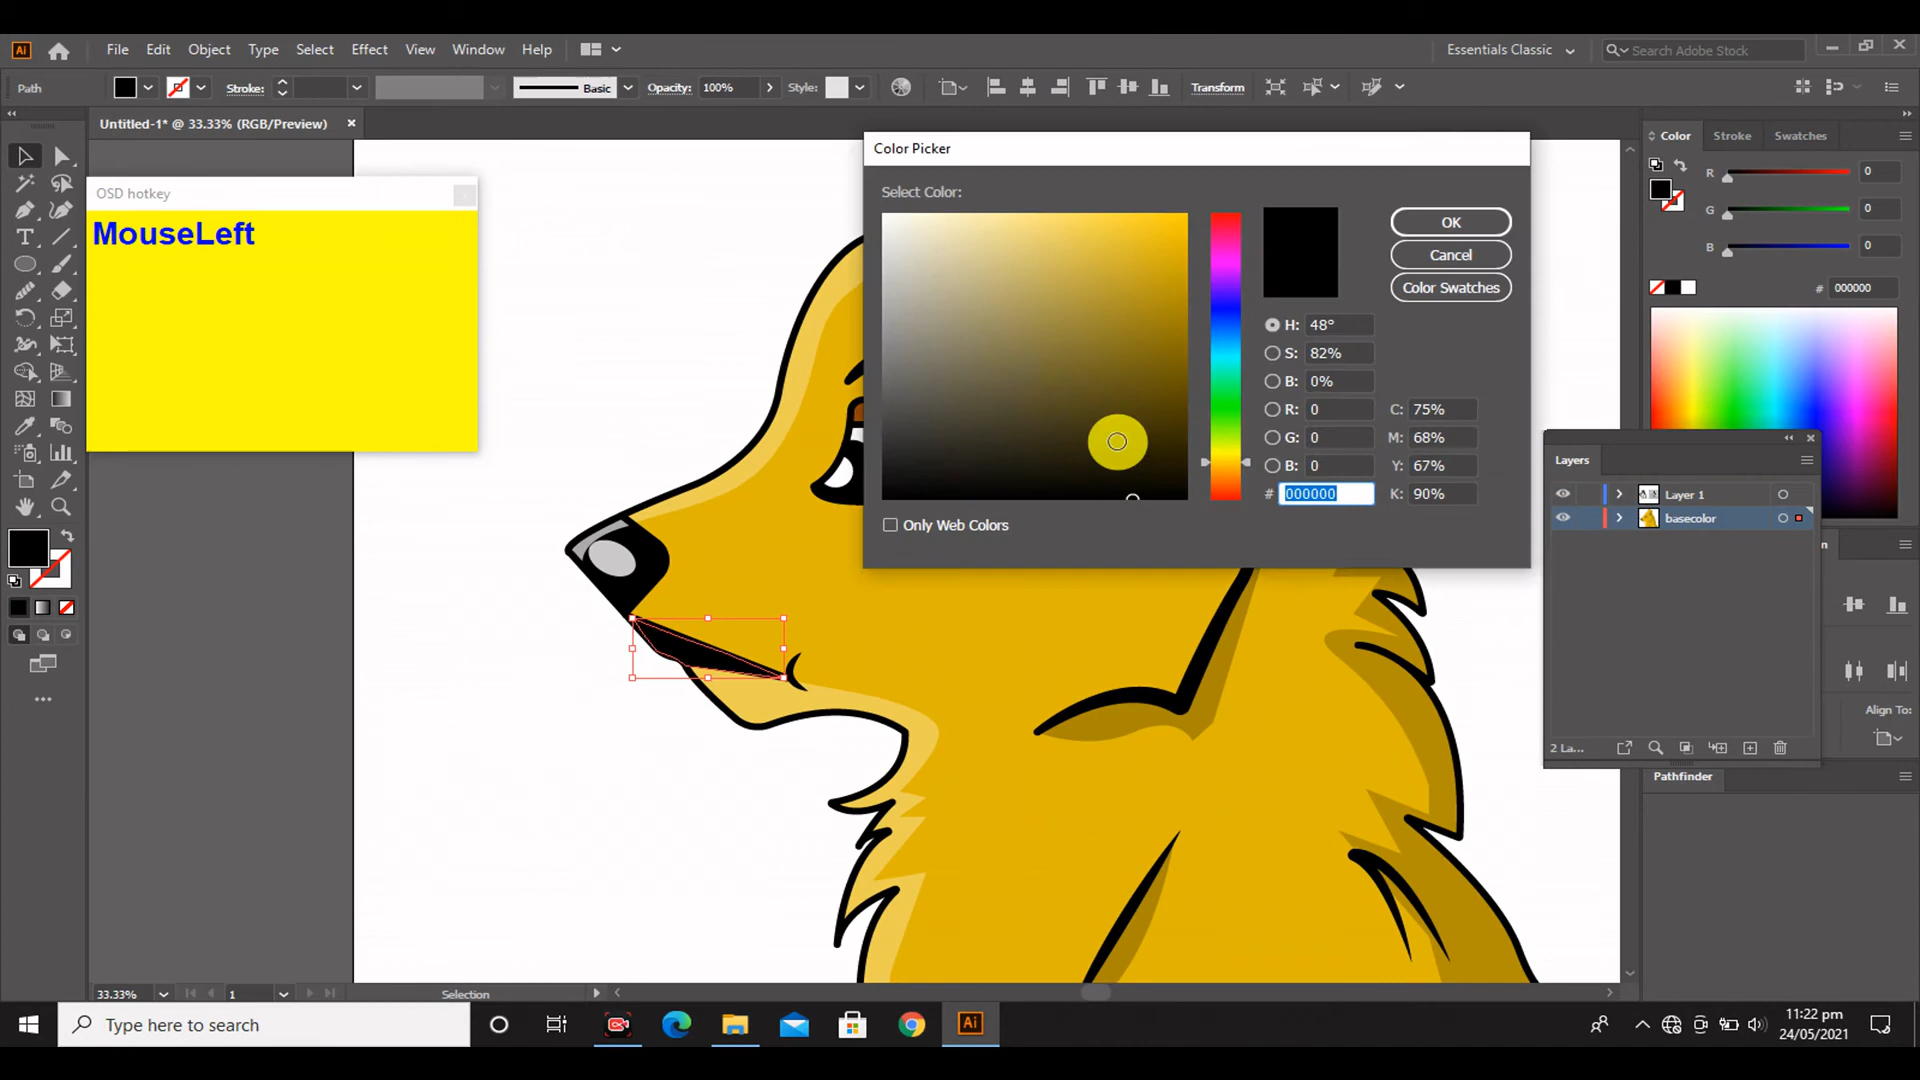 Ai File Edit Object Type Select Effect View Window Help Essentials Classic Search Adobe Stock
Path Stroke: Basic Opacity: 100% Style: Transform
Untitled-1* @ 33.33% (RGB/Preview)
OSD hotkey
MouseLeft
Color Picker
Select Color:
OK
Cancel
Color Swatches
H: 48°
S: 82%
B: 0%
R: 0 C: 75%
G: 0 M: 68%
B: 0 Y: 67%
# 000000 K: 90%
Only Web Colors
Color Stroke Swatches
R 0
G 0
B 0
# 000000
Layers
Layer 1
basecolor
2 La...
Align To:
Pathfinder
33.33% 1 Selection
Type here to search
Ai
11:22 pm
24/05/2021